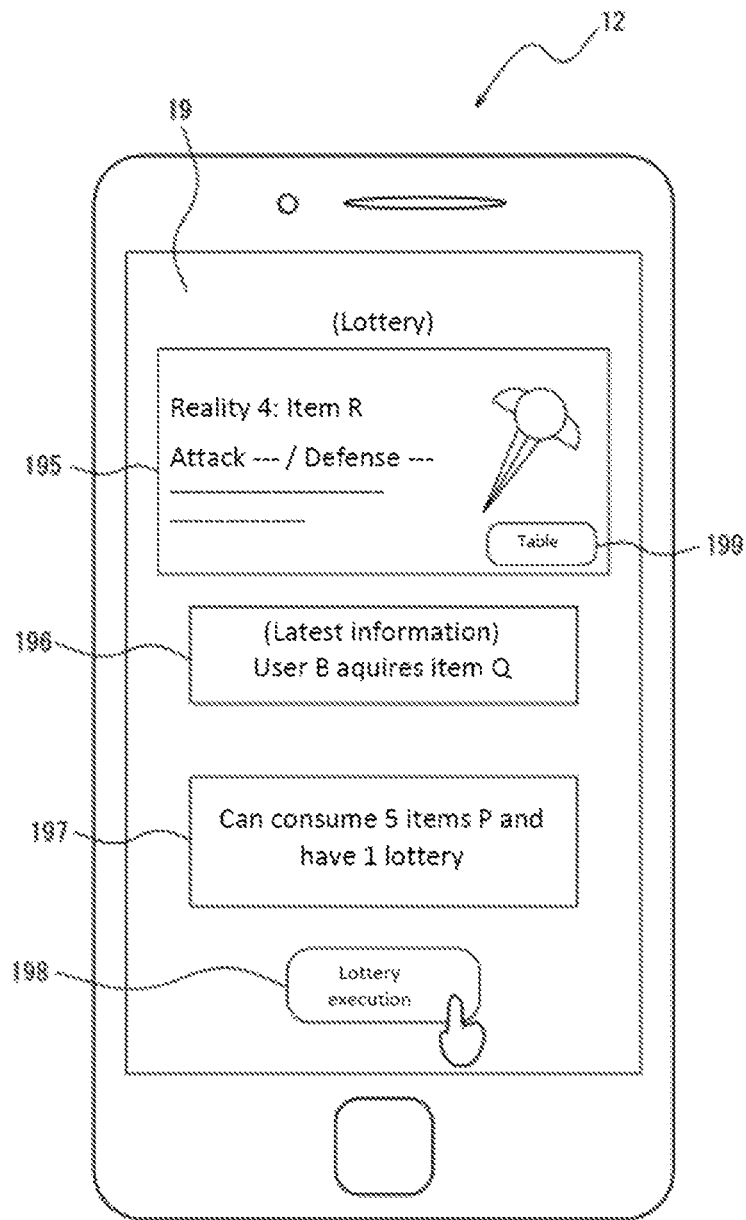 12
19
(Lottery)
Reality 4: Item R
Attack --- / Defense ---
195
Table
199
196
(Latest information)
User B aquires item Q
197
Can consume 5 items P and
have 1 lottery
198
Lottery
execution